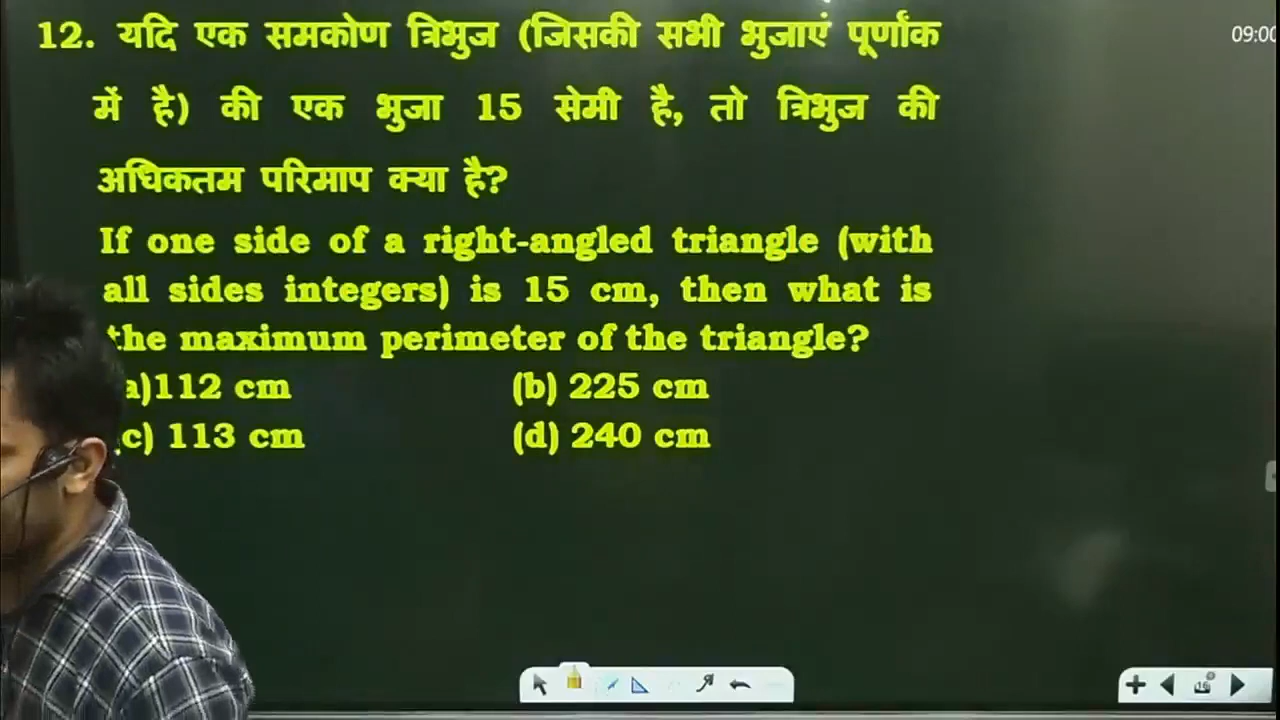 12. यदि एक समकोण त्रिभुज (जिसकी सभी भुजाएं पूर्णांक
में है) की एक भुजा 15 सेमी है, तो त्रिभुज की
अधिकतम परिमाप क्या है?
If one side of a right-angled triangle (with
all sides integers) is 15 cm, then what is
the maximum perimeter of the triangle?
a)112 cm (b) 225 cm
c) 113 cm (d) 240 cm
09:00